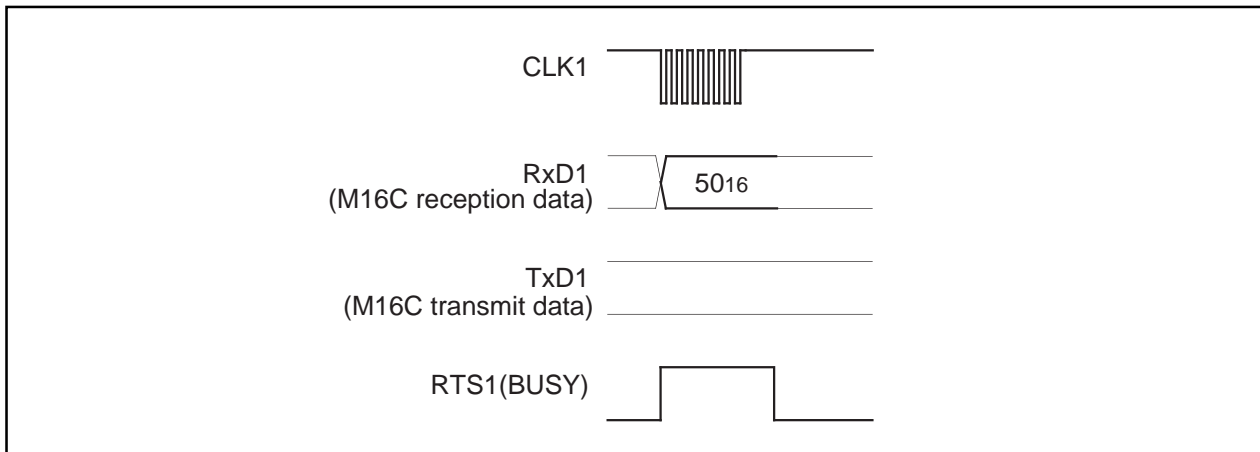 CLK1
RxD1
(M16C reception data)
5016
TxD1
(M16C transmit data)
RTS1(BUSY)